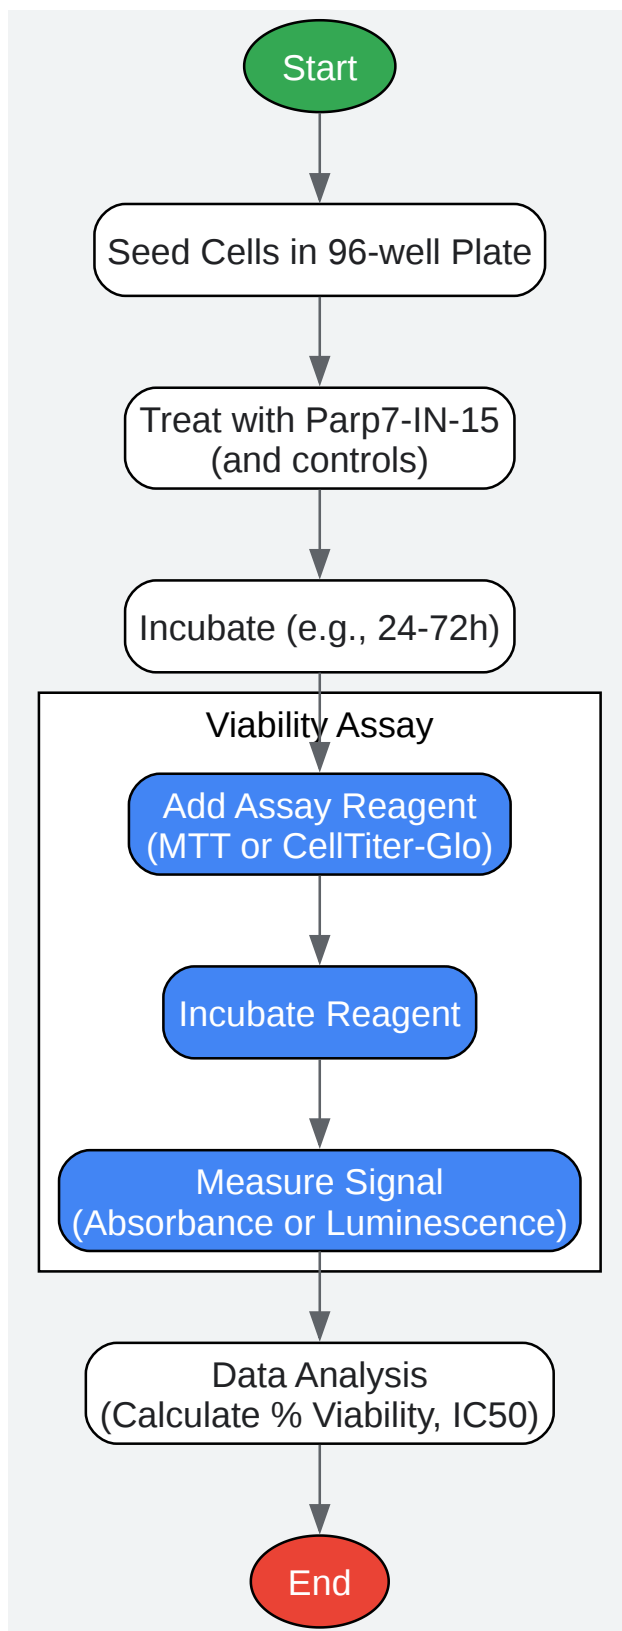 Start
Seed Cells in 96-well Plate
Treat with Parp7-IN-15
(and controls)
Incubate (e.g., 24-72h)
Viability Assay
Add Assay Reagent
(MTT or CellTiter-Glo)
Incubate Reagent
Measure Signal
(Absorbance or Luminescence)
Data Analysis
(Calculate % Viability, IC50)
End